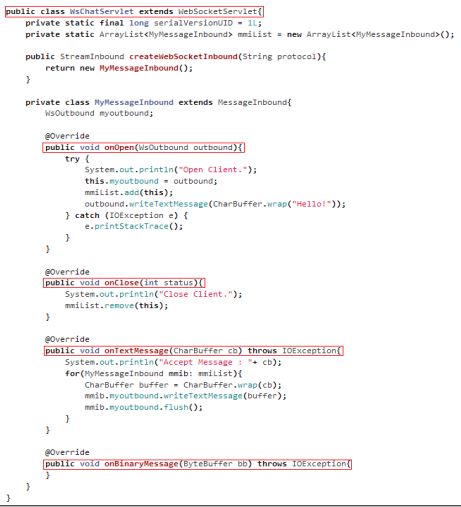 public class WsChatServlet extends WebSocketServlet{
private static final long serialVersionUID = 1L;
private static ArrayList<MyMessageInbound> mmiList = new ArrayList<MyMessageInbound>();
public StreamInbound createWebSocketInbound(String protocol){
return new MyMessageInbound();
}
private class MyMessageInbound extends MessageInbound{
WsOutbound myoutbound;
@Override
public void onOpen(WsOutbound outbound){
try {
System.out.println("Open Client.");
this.myoutbound = outbound;
mmiList.add(this);
outbound.writeTextMessage(CharBuffer.wrap("Hello!"));
} catch (IOException e) {
e.printStackTrace();
}
}
@Override
public void onClose(int status){
System.out.println("Close Client.");
mmiList.remove(this);
}
@Override
public void onTextMessage(CharBuffer cb) throws IOException{
System.out.println("Accept Message : "+ cb);
for(MyMessageInbound mmib: mmiList){
CharBuffer buffer = CharBuffer.wrap(cb);
mmib.myoutbound.writeTextMessage(buffer);
mmib.myoutbound.flush();
}
}
@Override
public void onBinaryMessage(ByteBuffer bb) throws IOException{
}
}
}